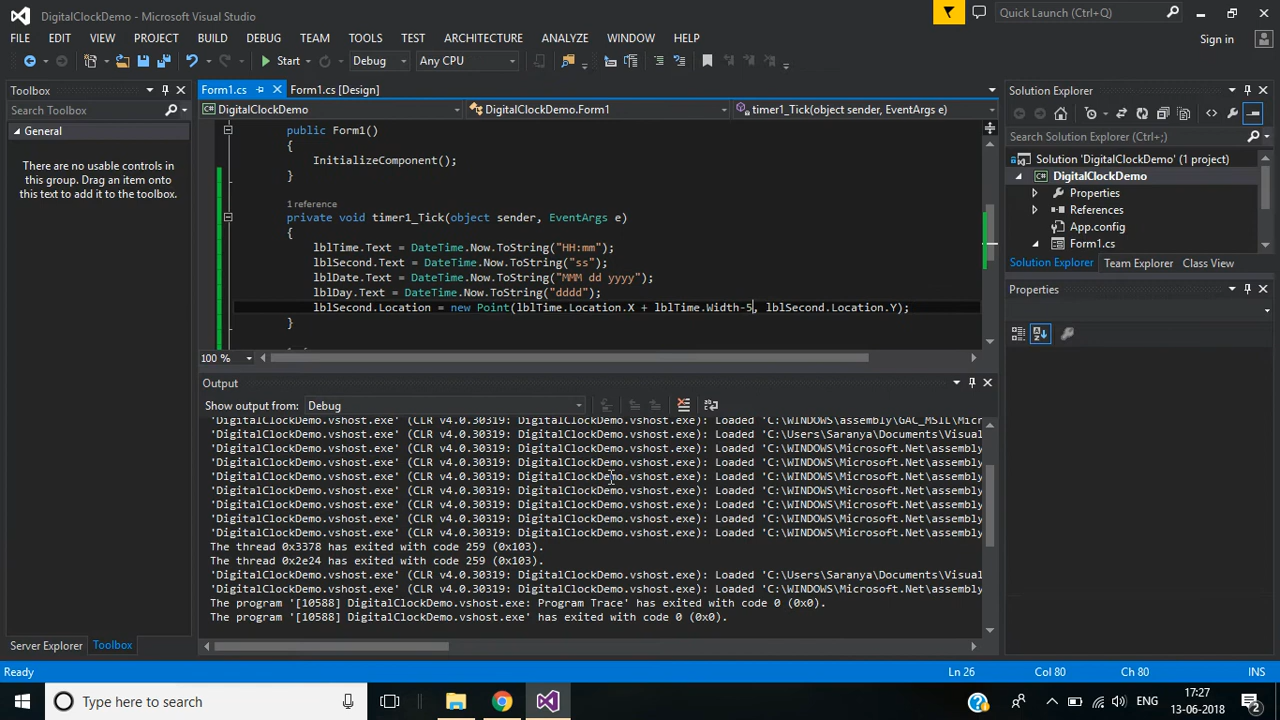 DigitalClockDemo - Microsoft Visual Studio
Quick Launch (Ctrl+Q)
FILE EDIT VIEW PROJECT BUILD DEBUG TEAM TOOLS TEST ARCHITECTURE ANALYZE WINDOW HELP
Sign in
Start Debug Any CPU
Toolbox
Search Toolbox
General
There are no usable controls in
this group. Drag an item onto
this text to add it to the toolbox.
Server Explorer Toolbox
Form1.cs Form1.cs [Design]
DigitalClockDemo DigitalClockDemo.Form1 timer1_Tick(object sender, EventArgs e)
public Form1()
{
InitializeComponent();
}
1 reference
private void timer1_Tick(object sender, EventArgs e)
{
lblTime.Text = DateTime.Now.ToString("HH:mm");
lblSecond.Text = DateTime.Now.ToString("ss");
lblDate.Text = DateTime.Now.ToString("MMM dd yyyy");
lblDay.Text = DateTime.Now.ToString("dddd");
lblSecond.Location = new Point(lblTime.Location.X + lblTime.Width-5, lblSecond.Location.Y);
}
100 %
Output
Show output from: Debug
'DigitalClockDemo.vshost.exe' (CLR v4.0.30319: DigitalClockDemo.vshost.exe): Loaded 'C:\WINDOWS\assembly\GAC_MSIL\Micr
'DigitalClockDemo.vshost.exe' (CLR v4.0.30319: DigitalClockDemo.vshost.exe): Loaded 'C:\Users\Saranya\Documents\Visual
'DigitalClockDemo.vshost.exe' (CLR v4.0.30319: DigitalClockDemo.vshost.exe): Loaded 'C:\WINDOWS\Microsoft.Net\assembly
'DigitalClockDemo.vshost.exe' (CLR v4.0.30319: DigitalClockDemo.vshost.exe): Loaded 'C:\WINDOWS\Microsoft.Net\assembly
'DigitalClockDemo.vshost.exe' (CLR v4.0.30319: DigitalClockDemo.vshost.exe): Loaded 'C:\WINDOWS\Microsoft.Net\assembly
'DigitalClockDemo.vshost.exe' (CLR v4.0.30319: DigitalClockDemo.vshost.exe): Loaded 'C:\WINDOWS\Microsoft.Net\assembly
'DigitalClockDemo.vshost.exe' (CLR v4.0.30319: DigitalClockDemo.vshost.exe): Loaded 'C:\WINDOWS\Microsoft.Net\assembly
'DigitalClockDemo.vshost.exe' (CLR v4.0.30319: DigitalClockDemo.vshost.exe): Loaded 'C:\WINDOWS\Microsoft.Net\assembly
'DigitalClockDemo.vshost.exe' (CLR v4.0.30319: DigitalClockDemo.vshost.exe): Loaded 'C:\WINDOWS\Microsoft.Net\assembly
The thread 0x3378 has exited with code 259 (0x103).
The thread 0x2e24 has exited with code 259 (0x103).
'DigitalClockDemo.vshost.exe' (CLR v4.0.30319: DigitalClockDemo.vshost.exe): Loaded 'C:\Users\Saranya\Documents\Visual
'DigitalClockDemo.vshost.exe' (CLR v4.0.30319: DigitalClockDemo.vshost.exe): Loaded 'C:\WINDOWS\Microsoft.Net\assembly
The program '[10588] DigitalClockDemo.vshost.exe: Program Trace' has exited with code 0 (0x0).
The program '[10588] DigitalClockDemo.vshost.exe' has exited with code 0 (0x0).
Solution Explorer
Search Solution Explorer (Ctrl+;)
Solution 'DigitalClockDemo' (1 project)
DigitalClockDemo
Properties
References
App.config
Form1.cs
Solution Explorer Team Explorer Class View
Properties
Ready Ln 26 Col 80 Ch 80 INS
Type here to search
ENG
17:27
13-06-2018
2